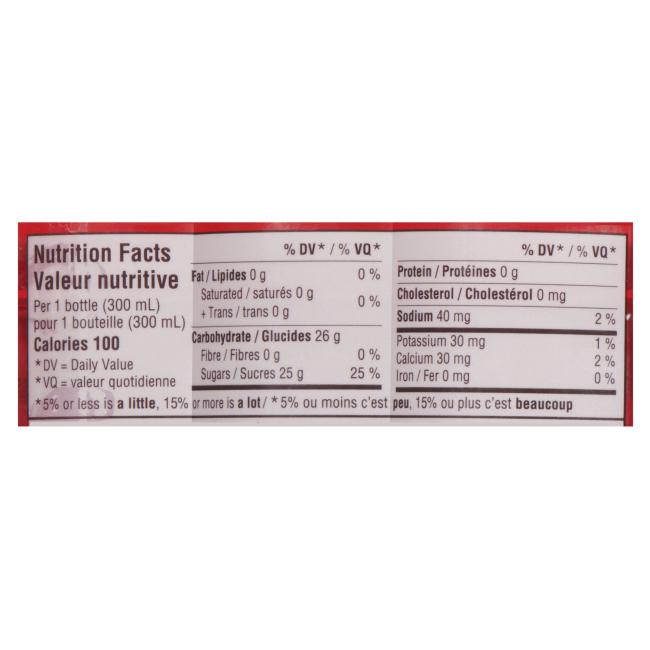 Nutrition Facts
Valeur nutritive
Per 1 bottle (300 mL)
pour 1 bouteille (300 mL)
Calories 100
*DV = Daily Value
*VQ = valeur quotidienne
% DV* / % VQ*
Fat / Lipides 0 g 0 %
Saturated / saturés 0 g
+ Trans / trans 0 g 0 %
Carbohydrate / Glucides 26 g
Fibre / Fibres 0 g 0 %
Sugars / Sucres 25 g 25 %
% DV* / % VQ*
Protein / Protéines 0 g
Cholesterol / Cholestérol 0 mg
Sodium 40 mg 2 %
Potassium 30 mg 1 %
Calcium 30 mg 2 %
Iron / Fer 0 mg 0 %
*5% or less is a little, 15% or more is a lot / *5% ou moins c'est peu, 15% ou plus c'est beaucoup